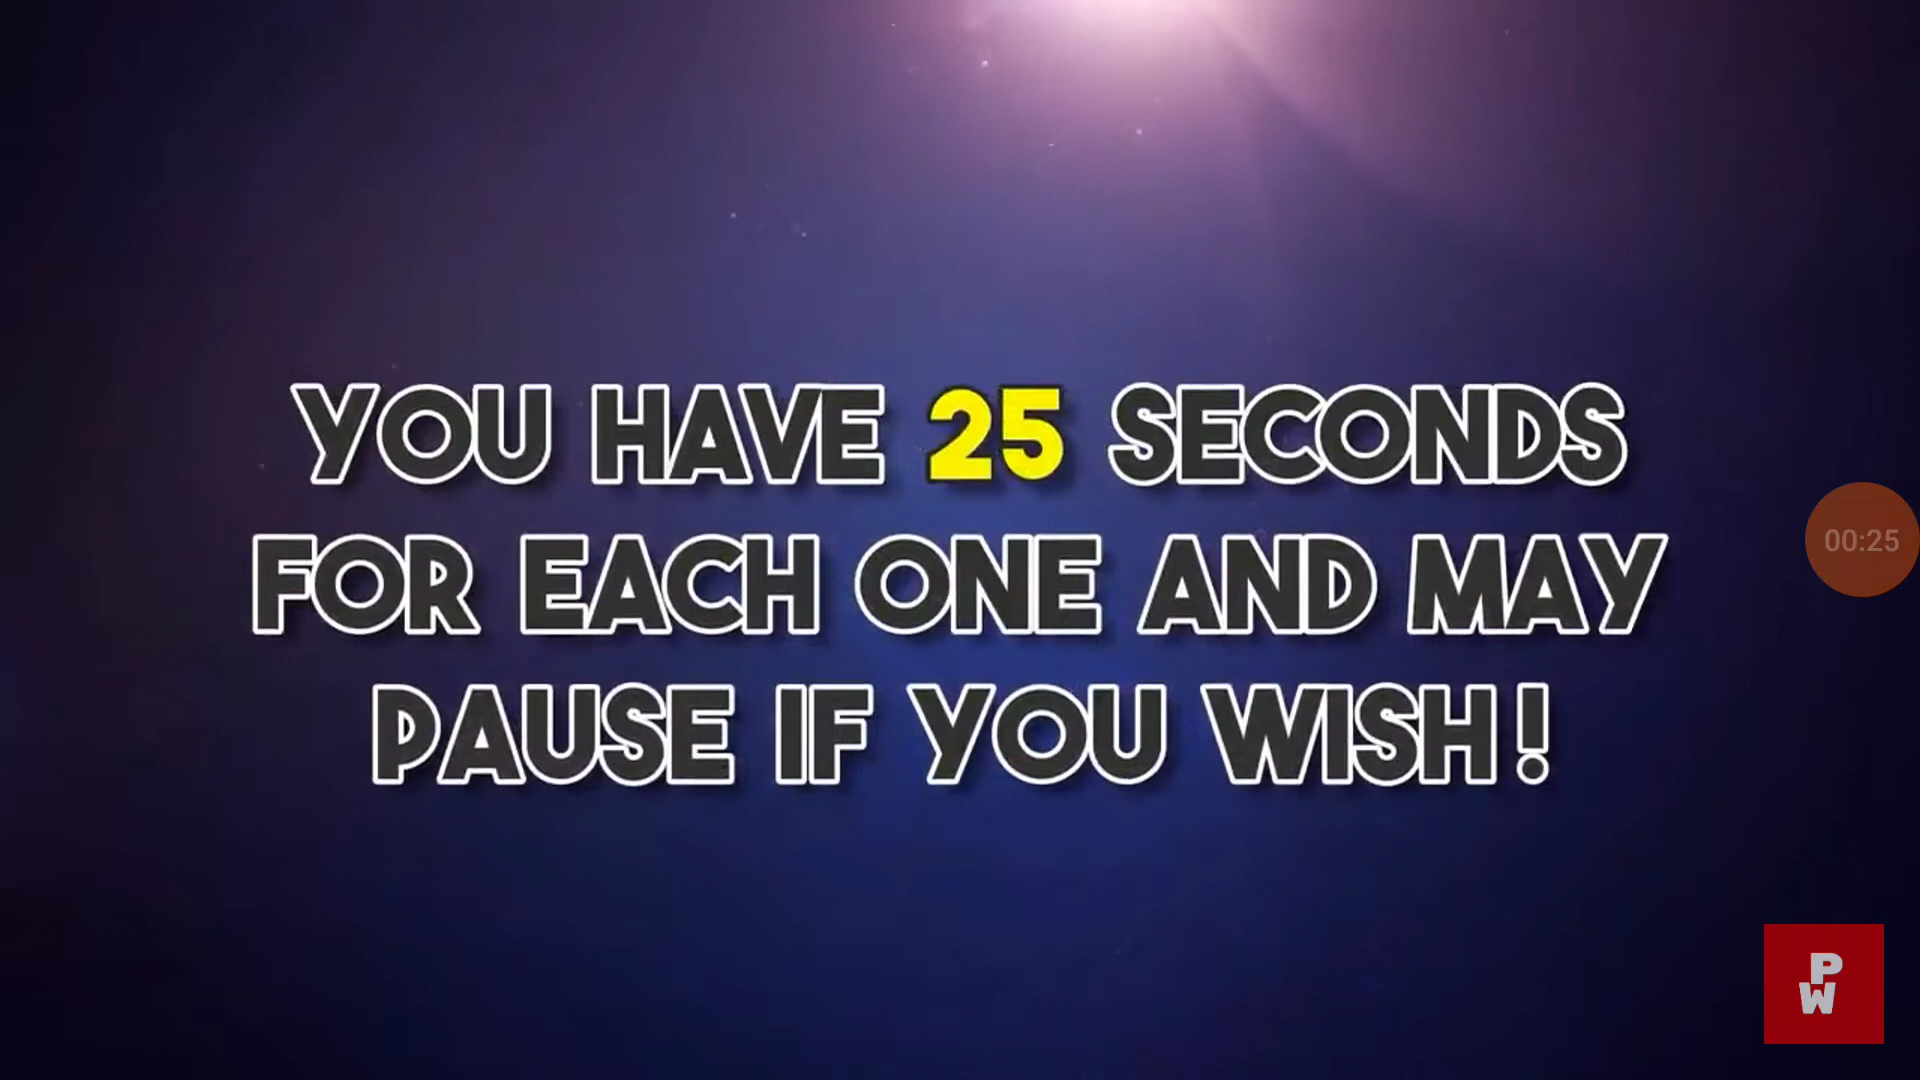 YOU HAVE 25 SECONDS
FOR EACH ONE AND MAY
PAUSE IF YOU WISH!
00:25
P
W